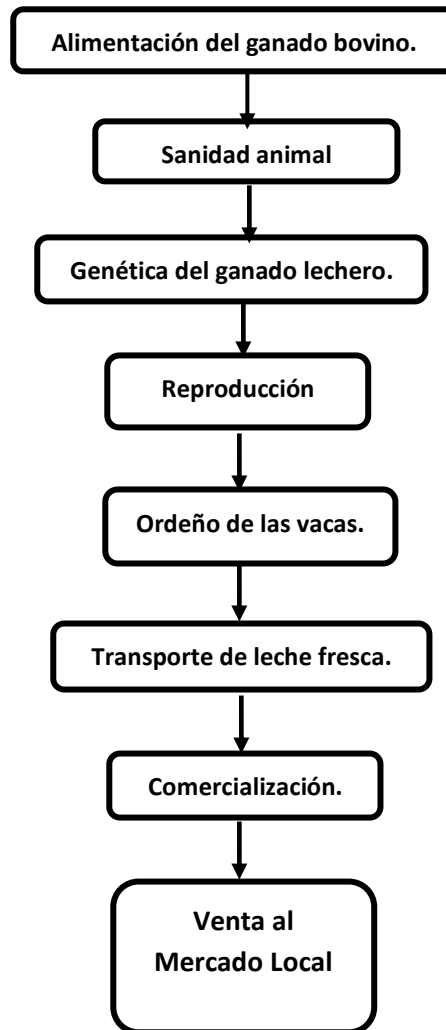 Alimentación del ganado bovino.
Sanidad animal
Genética del ganado lechero.
Reproducción
Ordeño de las vacas.
Transporte de leche fresca.
Comercialización.
Venta al
Mercado Local